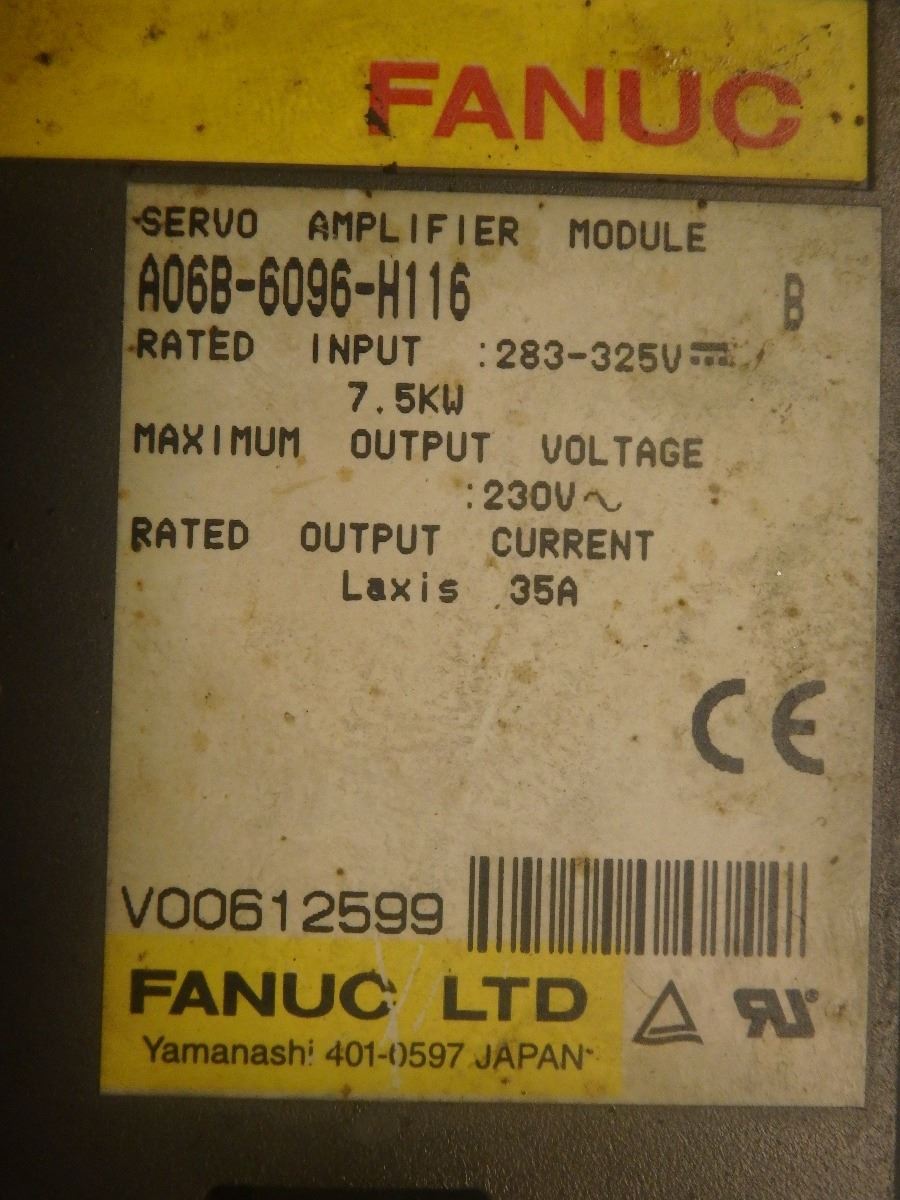 FANUC
SERVO AMPLIFIER MODULE
A06B-6096-H116 B
RATED INPUT :283-325V⎓
7.5KW
MAXIMUM OUTPUT VOLTAGE
:230V~
RATED OUTPUT CURRENT
Laxis 35A
CE
V00612599
FANUC LTD
Yamanashi 401-0597 JAPAN